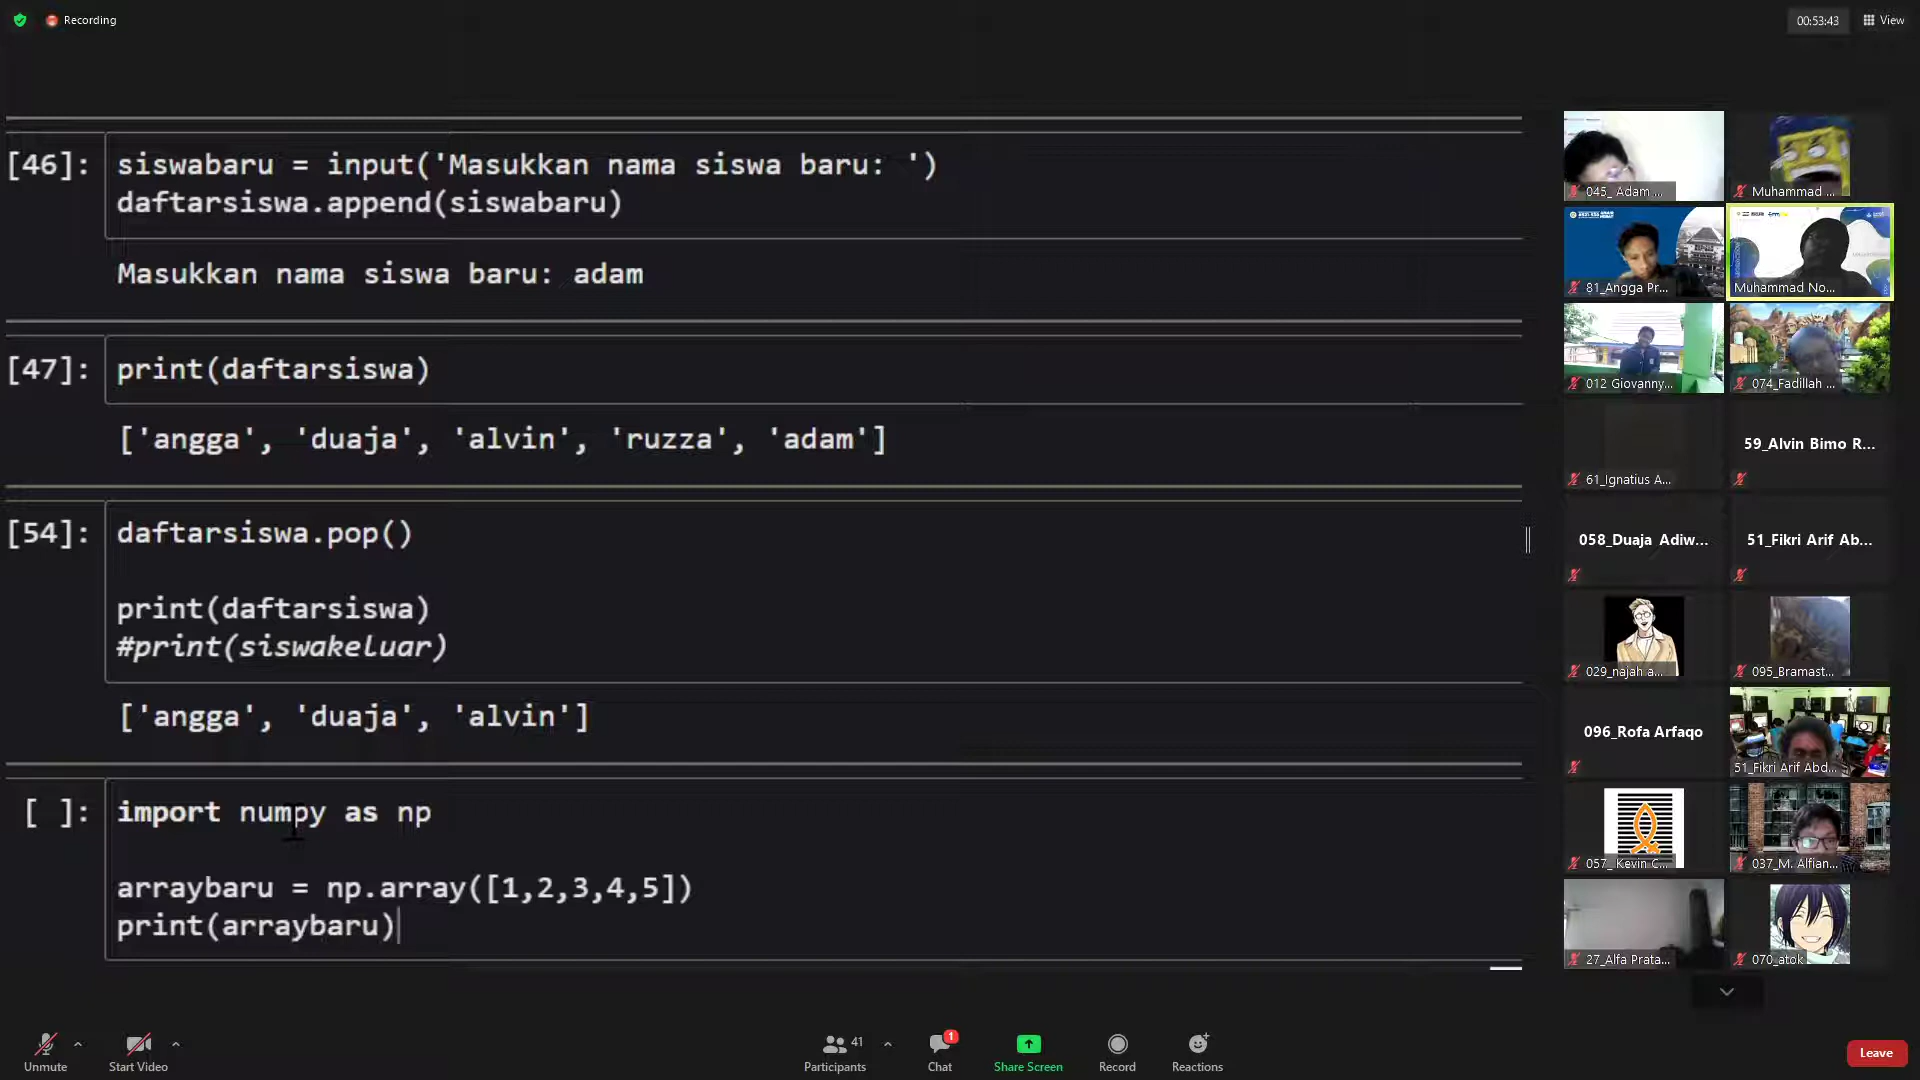 Recording
00:53:43
View
[46]:
siswabaru = input('Masukkan nama siswa baru: ')
daftarsiswa.append(siswabaru)
Masukkan nama siswa baru: adam
[47]:
print(daftarsiswa)
['angga', 'duaja', 'alvin', 'ruzza', 'adam']
[54]:
daftarsiswa.pop()
print(daftarsiswa)
#print(siswakeluar)
['angga', 'duaja', 'alvin']
[ ]:
import numpy as np
arraybaru = np.array([1,2,3,4,5])
print(arraybaru)
045_ Adam ...
Muhammad ...
81_Angga Pr...
Muhammad No...
012 Giovanny...
074_Fadillah ...
61_Ignatius A...
59_Alvin Bimo R...
058_Duaja Adiw...
51_Fikri Arif Ab...
029_najah a...
095_Bramast...
096_Rofa Arfaqo
51_Fikri Arif Abd...
057_ Kevin C...
037_M. Alfian...
27_Alfa Prata...
070_atok
Unmute
Start Video
41
Participants
1
Chat
Share Screen
Record
Reactions
Leave